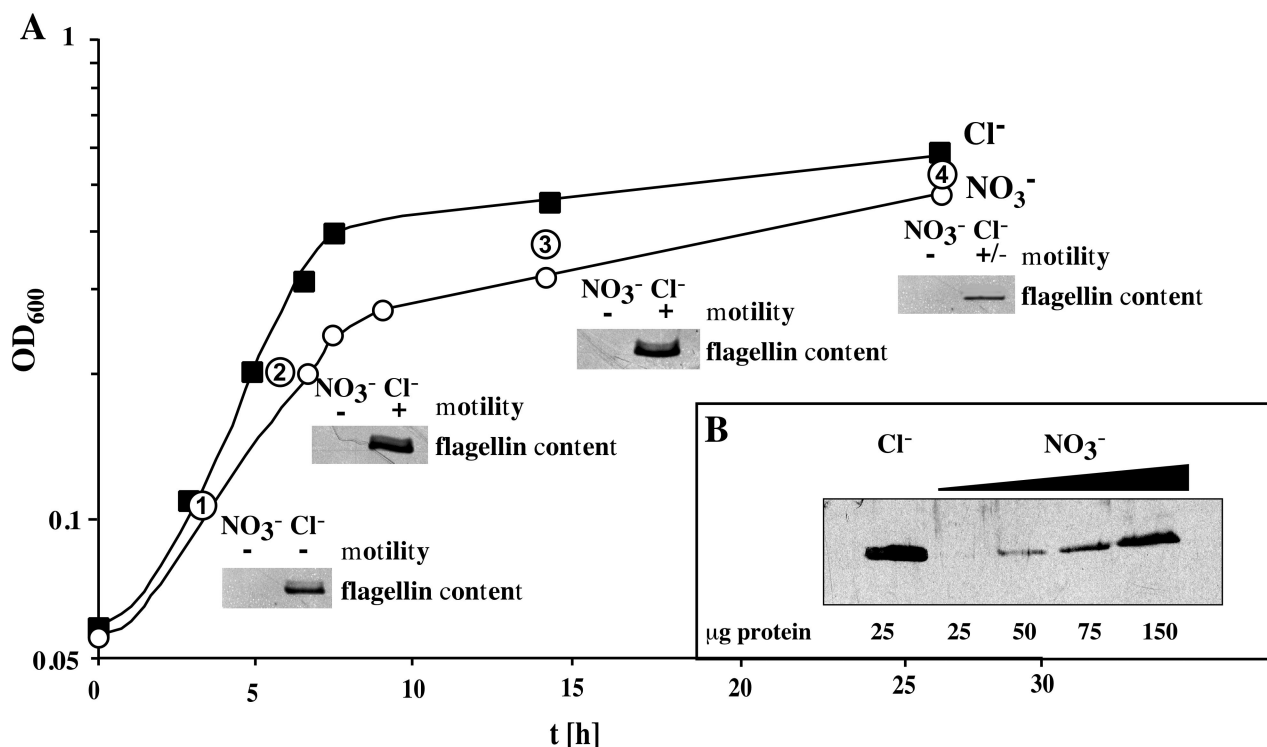 A
1
0.1
0.05
OD600
0
5
10
15
20
25
30
t [h]
Cl-
NO3-
1
NO3- Cl-
- -
motility
flagellin content
2
NO3- Cl-
- +
motility
flagellin content
3
NO3- Cl-
- +
motility
flagellin content
4
NO3- Cl-
- +/-
motility
flagellin content
B
Cl- NO3-
µg protein 25 25 50 75 150